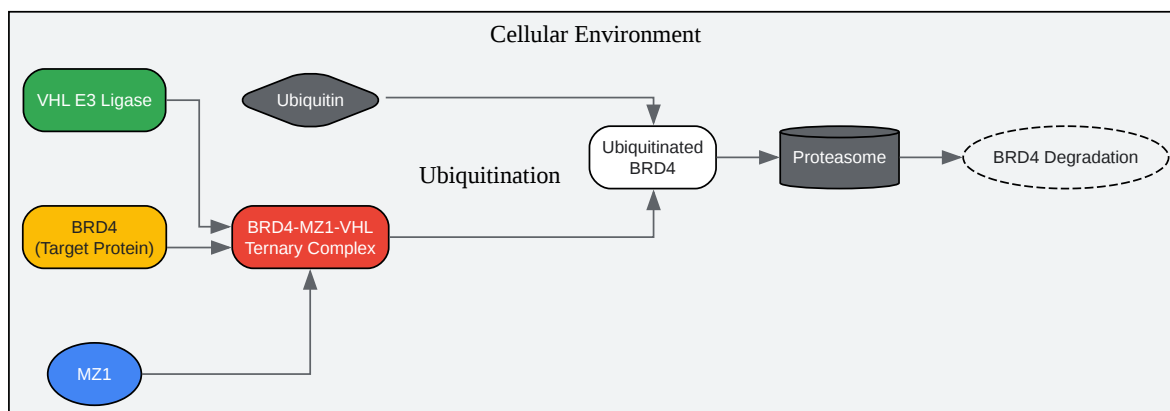 Cellular Environment
VHL E3 Ligase
Ubiquitin
Ubiquitinated
BRD4
Proteasome
BRD4 Degradation
Ubiquitination
BRD4
(Target Protein)
BRD4-MZ1-VHL
Ternary Complex
MZ1